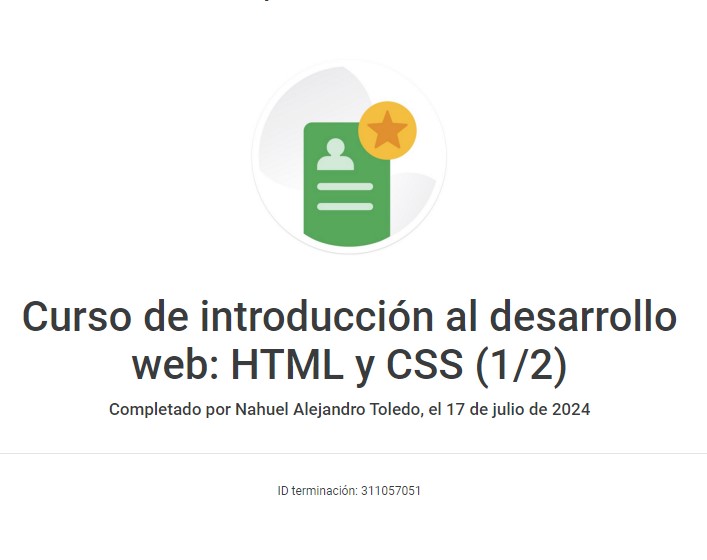 Curso de introducción al desarrollo
web: HTML y CSS (1/2)
Completado por Nahuel Alejandro Toledo, el 17 de julio de 2024
ID terminación: 311057051